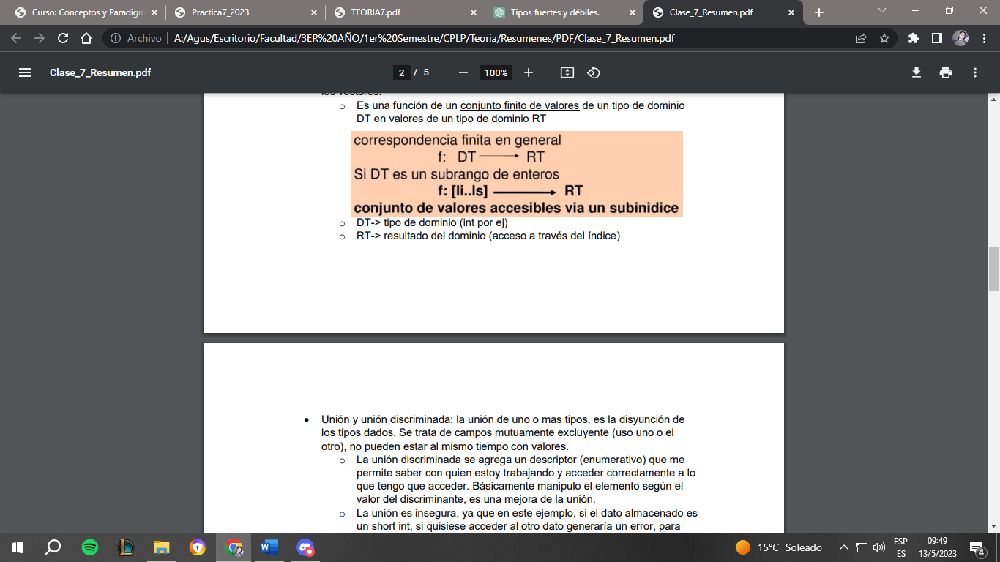 Curso: Conceptos y Paradigm
Practica7_2023
TEORIA7.pdf
Tipos fuertes y débiles.
Clase_7_Resumen.pdf
Archivo
A:/Agus/Escritorio/Facultad/3ER%20AÑO/1er%20Semestre/CPLP/Teoria/Resumenes/PDF/Clase_7_Resumen.pdf
Clase_7_Resumen.pdf
2 / 5
100%
los vectores.
o Es una función de un conjunto finito de valores de un tipo de dominio
DT en valores de un tipo de dominio RT
correspondencia finita en general
f: DT → RT
Si DT es un subrango de enteros
f: [li..ls] → RT
conjunto de valores accesibles via un subinidice
o DT-> tipo de dominio (int por ej)
o RT-> resultado del dominio (acceso a través del índice)
• Unión y unión discriminada: la unión de uno o mas tipos, es la disyunción de
los tipos dados. Se trata de campos mutuamente excluyente (uso uno o el
otro), no pueden estar al mismo tiempo con valores.
o La unión discriminada se agrega un descriptor (enumerativo) que me
permite saber con quien estoy trabajando y acceder correctamente a lo
que tengo que acceder. Básicamente manipulo el elemento según el
valor del discriminante, es una mejora de la unión.
o La unión es insegura, ya que en este ejemplo, si el dato almacenado es
un short int, si quisiese acceder al otro dato generaría un error, para
15°C Soleado
ESP
ES
09:49
13/5/2023
4